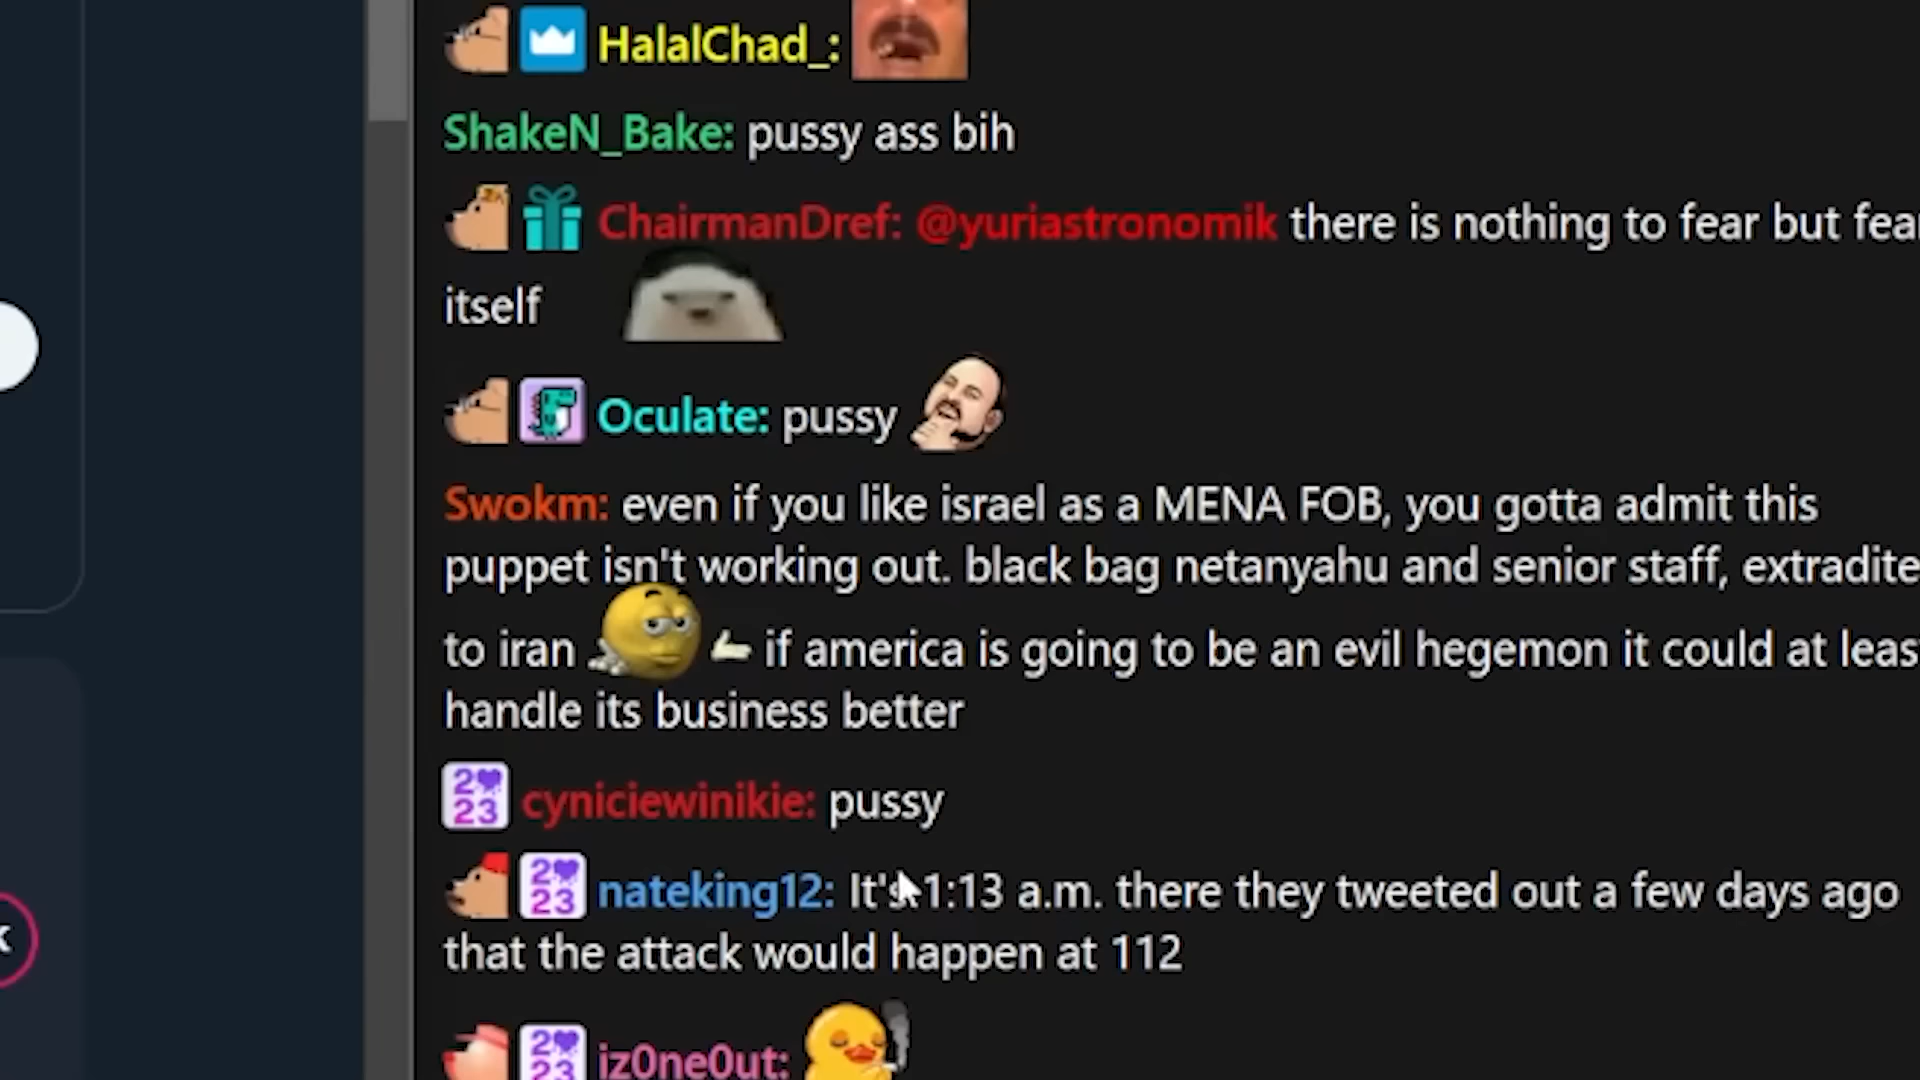 HalalChad_:
ShakeN_Bake: pussy ass bih
ChairmanDref: @yuriastronomik there is nothing to fear but fear
itself
Oculate: pussy
Swokm: even if you like israel as a MENA FOB, you gotta admit this
puppet isn't working out. black bag netanyahu and senior staff, extradite
to iran if america is going to be an evil hegemon it could at leas
handle its business better
2023 cyniciewinikie: pussy
2023 nateking12: It's 1:13 a.m. there they tweeted out a few days ago
that the attack would happen at 112
K
2023 iz0ne0ut: